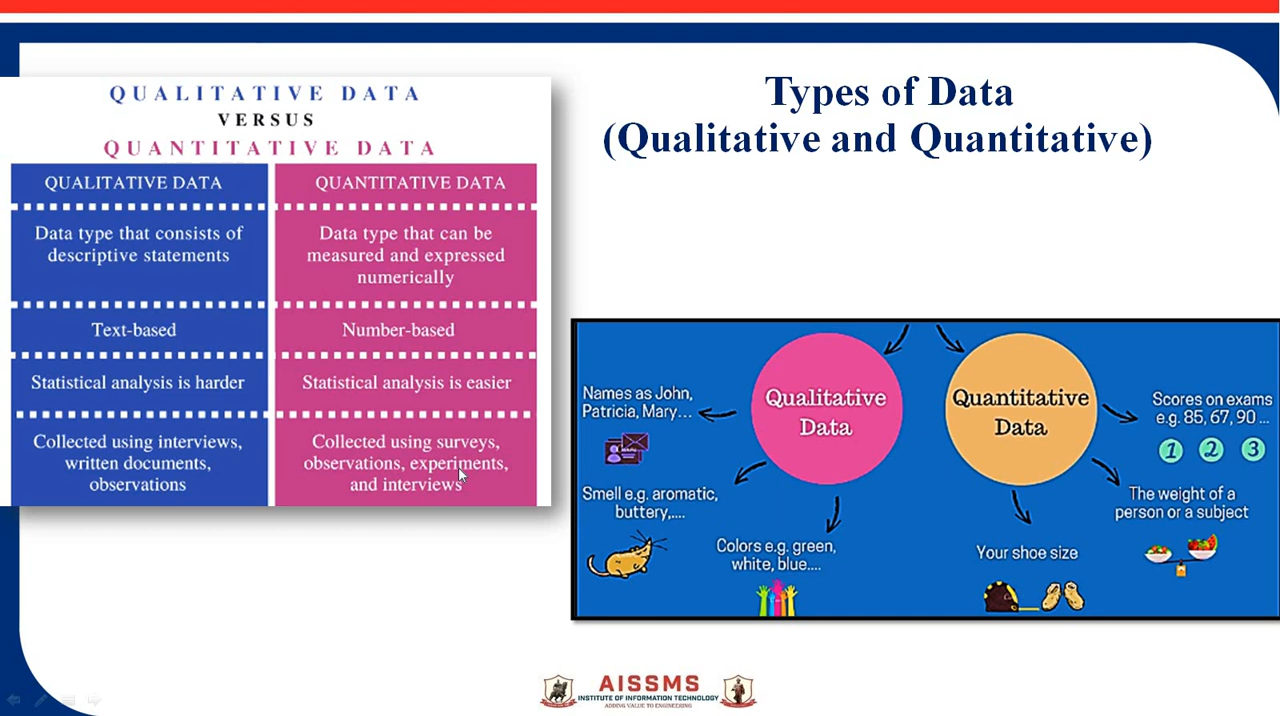 Types of Data
(Qualitative and Quantitative)
QUALITATIVE DATA
VERSUS
QUANTITATIVE DATA
QUALITATIVE DATA
QUANTITATIVE DATA
Data type that consists of
descriptive statements
Data type that can be
measured and expressed
numerically
Text-based
Number-based
Statistical analysis is harder
Statistical analysis is easier
Collected using interviews,
written documents,
observations
Collected using surveys,
observations, experiments,
and interviews
Qualitative
Data
Quantitative
Data
Names as John,
Patricia, Mary...
Smell e.g. aromatic,
buttery,....
Colors e.g. green,
white, blue....
Scores on exams
e.g. 85, 67, 90 ...
1 2 3
The weight of a
person or a subject
Your shoe size
AISSMS
INSTITUTE OF INFORMATION TECHNOLOGY
ADDING VALUE TO ENGINEERING